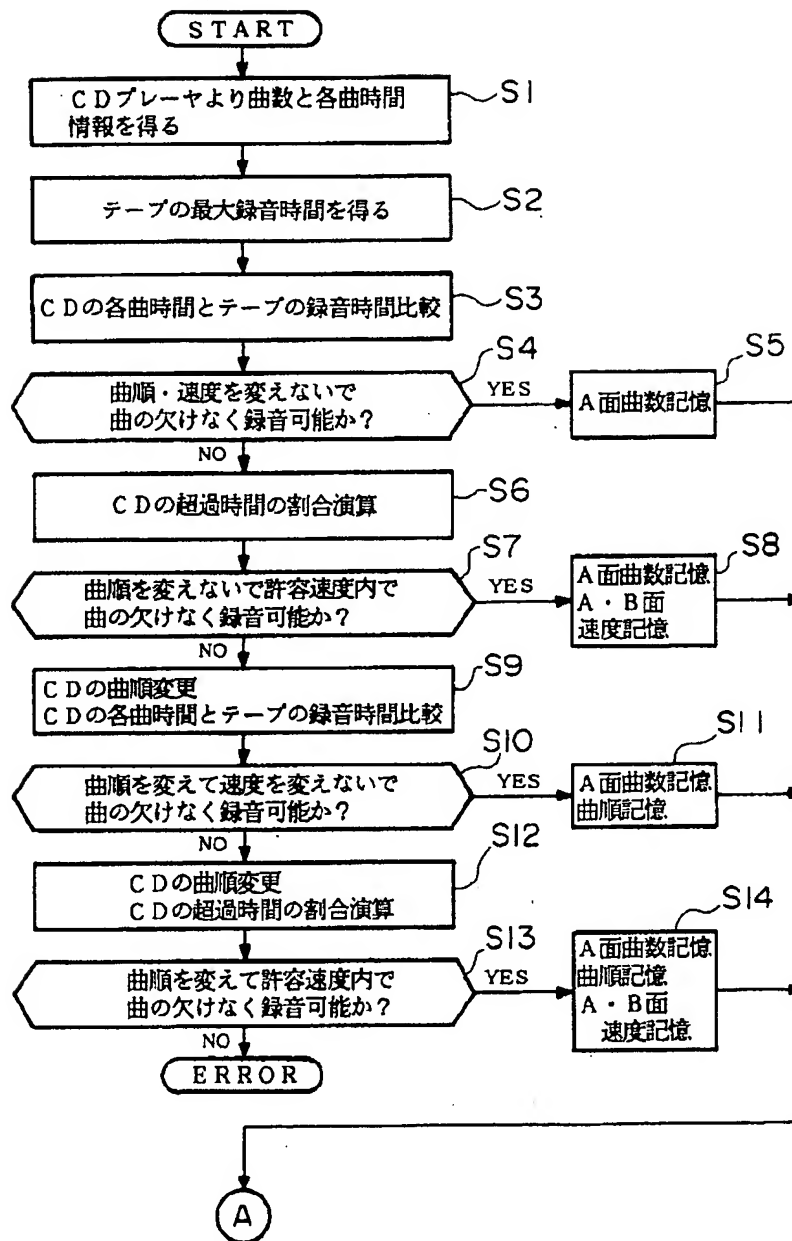 START
CDプレーヤより曲数と各曲時間
情報を得る
S1
テープの最大録音時間を得る
S2
CDの各曲時間とテープの録音時間比較
S3
曲順・速度を変えないで
曲の欠けなく録音可能か?
S4
YES
A面曲数記憶
S5
NO
CDの超過時間の割合演算
S6
曲順を変えないで許容速度内で
曲の欠けなく録音可能か?
S7
YES
A面曲数記憶
A・B面
速度記憶
S8
NO
CDの曲順変更
CDの各曲時間とテープの録音時間比較
S9
曲順を変えて速度を変えないで
曲の欠けなく録音可能か?
S10
YES
A面曲数記憶
曲順記憶
S11
NO
CDの曲順変更
CDの超過時間の割合演算
S12
曲順を変えて許容速度内で
曲の欠けなく録音可能か?
S13
YES
A面曲数記憶
曲順記憶
A・B面
速度記憶
S14
NO
ERROR
A